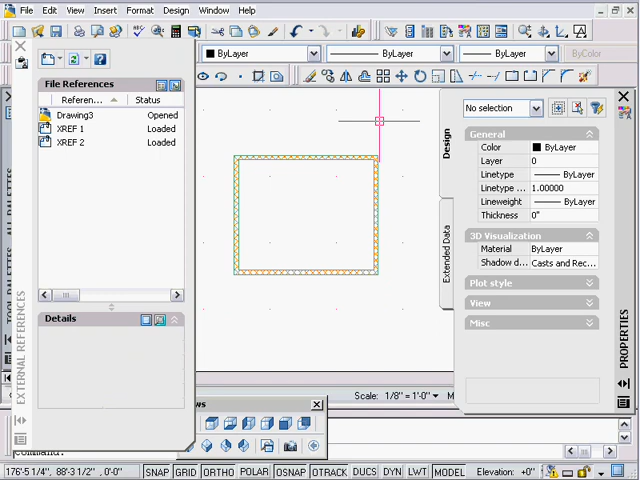 File Edit View Insert Format Design Window Help
ByLayer ByLayer ByLayer ByColor
File References
Referen... Status
Drawing3 Opened
XREF 1 Loaded
XREF 2 Loaded
Details
EXTERNAL REFERENCES
Design
Extended Data
No selection
General
Color ByLayer
Layer 0
Linetype ByLayer
Linetype ... 1.00000
Lineweight ByLayer
Thickness 0"
3D Visualization
Material ByLayer
Shadow d... Casts and Rec...
Plot style
View
Misc
PROPERTIES
Scale: 1/8" = 1'-0"
Command:
176'-5 1/4", 88'-3 1/2" , 0'-0" SNAP GRID ORTHO POLAR OSNAP OTRACK DUCS DYN LWT MODEL Elevation: +0"